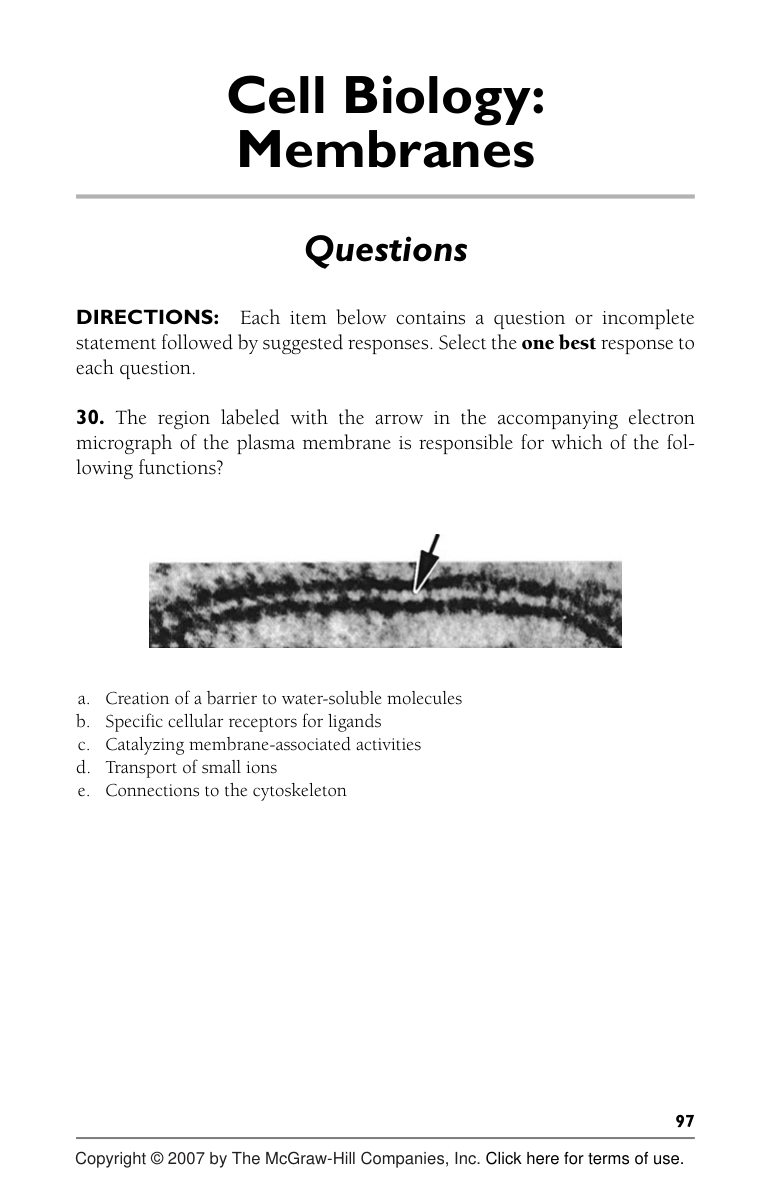 Cell Biology:
Membranes
Questions
DIRECTIONS: Each item below contains a question or incomplete
statement followed by suggested responses. Select the one best response to
each question.
30. The region labeled with the arrow in the accompanying electron
micrograph of the plasma membrane is responsible for which of the fol-
lowing functions?
a. Creation of a barrier to water-soluble molecules
b. Specific cellular receptors for ligands
c. Catalyzing membrane-associated activities
d. Transport of small ions
e. Connections to the cytoskeleton
97
Copyright © 2007 by The McGraw-Hill Companies, Inc. Click here for terms of use.